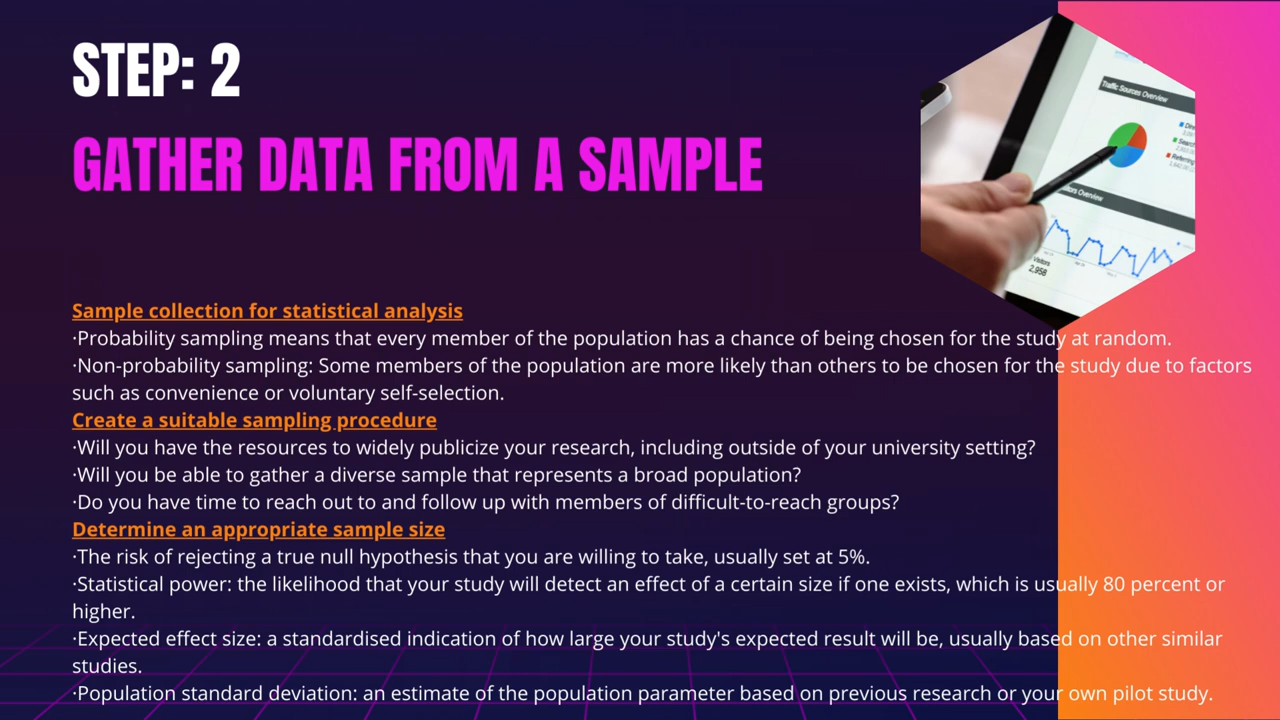 STEP: 2
GATHER DATA FROM A SAMPLE
Traffic Sources Overview
Visitors
2,958
Sample collection for statistical analysis
·Probability sampling means that every member of the population has a chance of being chosen for the study at random.
·Non-probability sampling: Some members of the population are more likely than others to be chosen for the study due to factors
such as convenience or voluntary self-selection.
Create a suitable sampling procedure
·Will you have the resources to widely publicize your research, including outside of your university setting?
·Will you be able to gather a diverse sample that represents a broad population?
·Do you have time to reach out to and follow up with members of difficult-to-reach groups?
Determine an appropriate sample size
·The risk of rejecting a true null hypothesis that you are willing to take, usually set at 5%.
·Statistical power: the likelihood that your study will detect an effect of a certain size if one exists, which is usually 80 percent or
higher.
·Expected effect size: a standardised indication of how large your study's expected result will be, usually based on other similar
studies.
·Population standard deviation: an estimate of the population parameter based on previous research or your own pilot study.